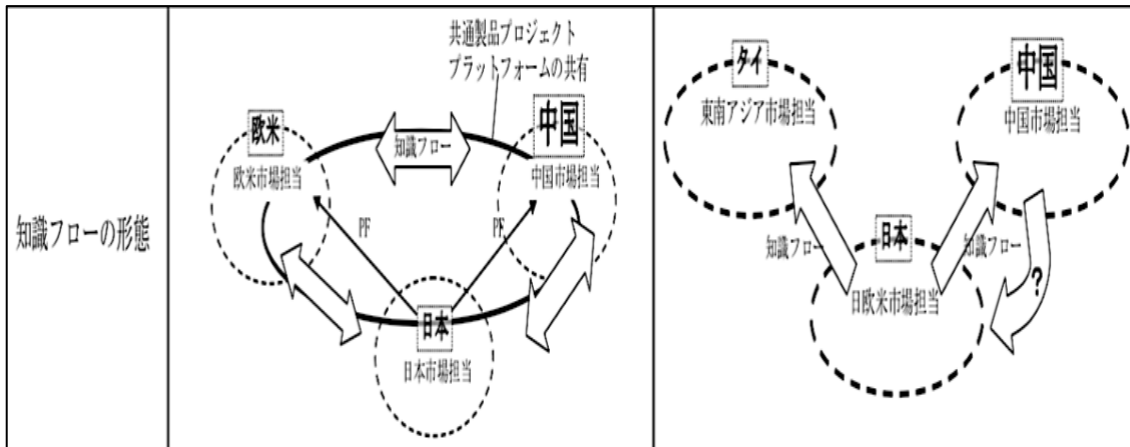 知識フローの形態
共通製品プロジェクト
プラットフォームの共有
欧米
欧米市場担当
知識フロー
中国
中国市場担当
PF
PF
日本
日本市場担当
タイ
東南アジア市場担当
中国
中国市場担当
知識フロー
日本
知識フロー
日欧米市場担当
?